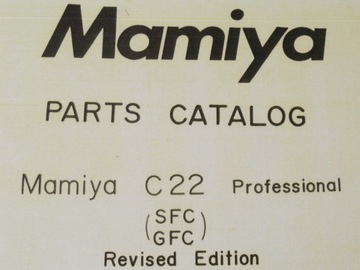 Mamiya
PARTS CATALOG
Mamiya C22 Professional
(SFC
GFC)
Revised Edition